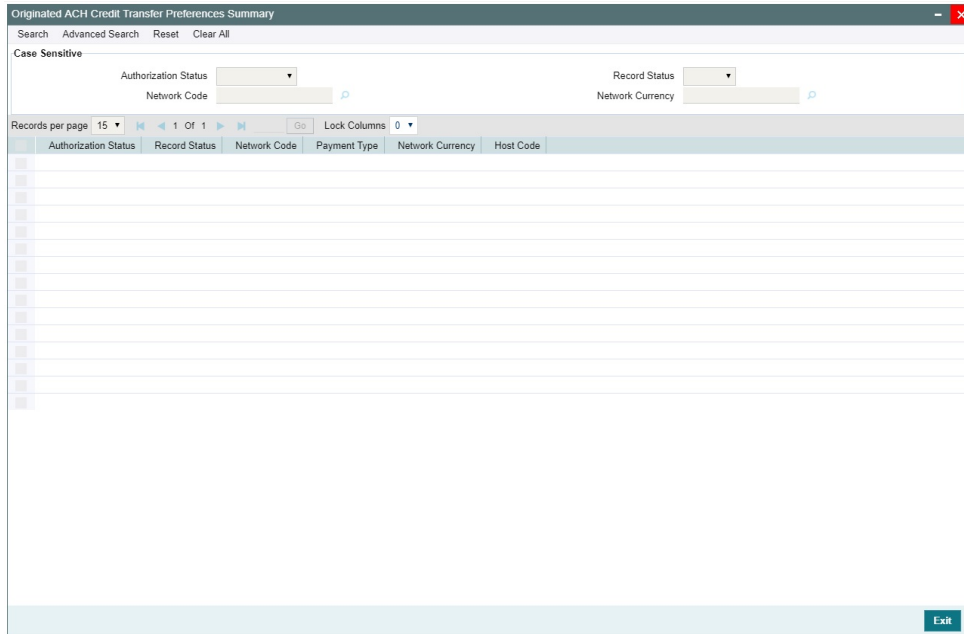 Originated ACH Credit Transfer Preferences Summary
Search Advanced Search Reset Clear All
Case Sensitive
Authorization Status Record Status
Network Code Network Currency
Records per page 15 1 Of 1 Go Lock Columns 0
Authorization Status Record Status Network Code Payment Type Network Currency Host Code
Exit